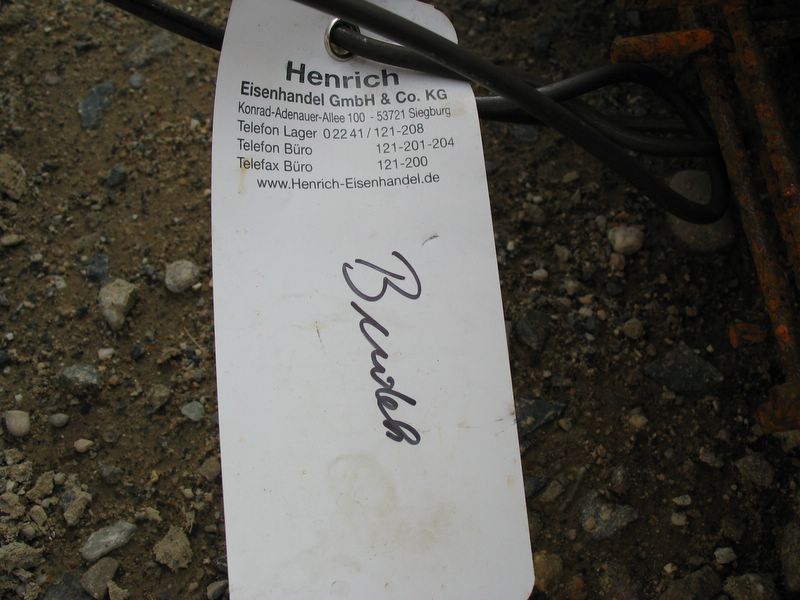 Henrich
Eisenhandel GmbH & Co. KG
Konrad-Adenauer-Allee 100 - 53721 Siegburg
Telefon Lager 0 22 41 / 121-208
Telefon Büro 121-201-204
Telefax Büro 121-200
www.Henrich-Eisenhandel.de